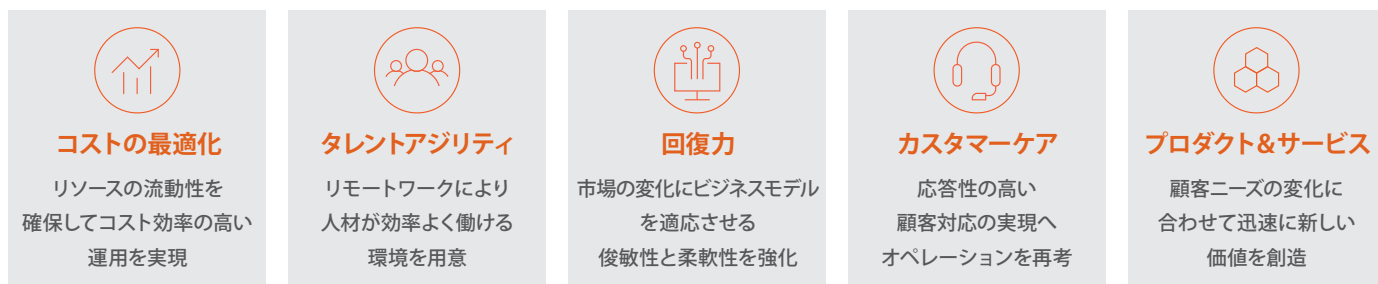 コストの最適化
リソースの流動性を
確保してコスト効率の高い
運用を実現
タレントアジリティ
リモートワークにより
人材が効率よく働ける
環境を用意
回復力
市場の変化にビジネスモデル
を適応させる
俊敏性と柔軟性を強化
カスタマーケア
応答性の高い
顧客対応の実現へ
オペレーションを再考
プロダクト&サービス
顧客ニーズの変化に
合わせて迅速に新しい
価値を創造